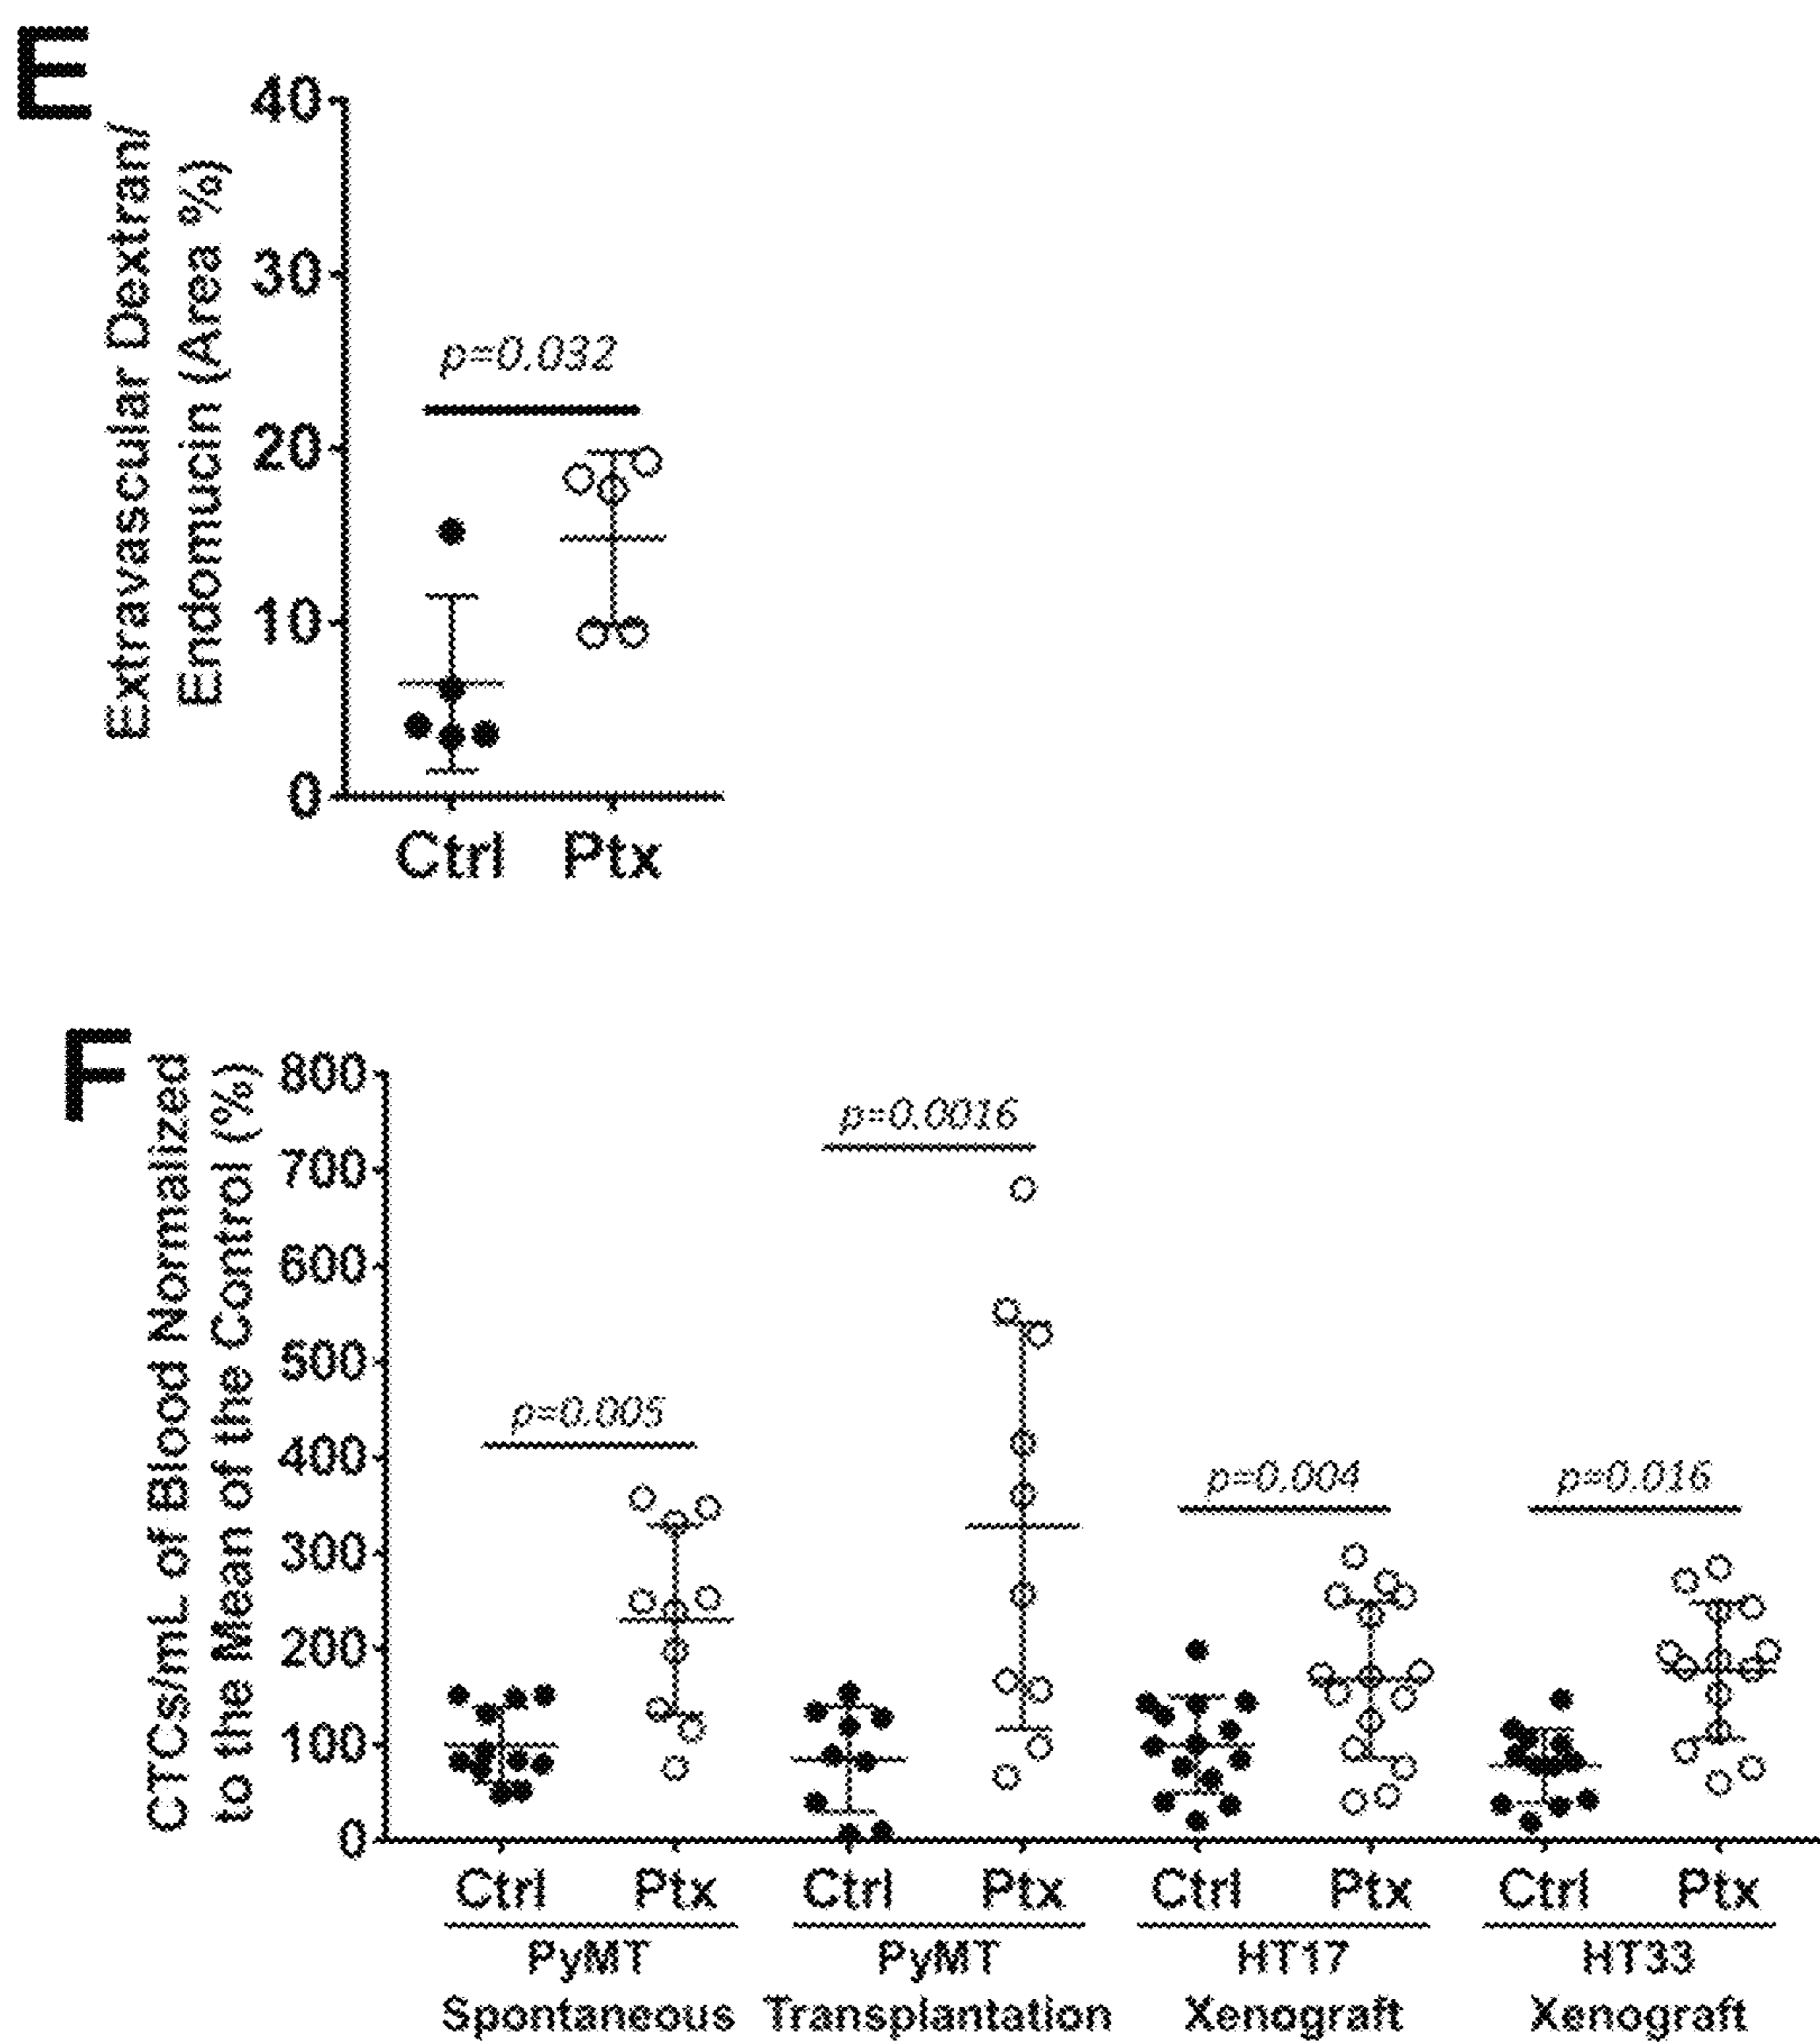 E
Extravascular Dextran/
Endomucin (Area %)
40
30
20
10
0
p=0.032
Ctrl Ptx
F
CTCs/mL of Blood Normalized
to the Mean of the Control (%)
800
700
600
500
400
300
200
100
0
p=0.005
p=0.0016
p=0.004
p=0.016
Ctrl Ptx Ctrl Ptx Ctrl Ptx Ctrl Ptx
PyMT PyMT HT17 HT33
Spontaneous Transplantation Xenograft Xenograft